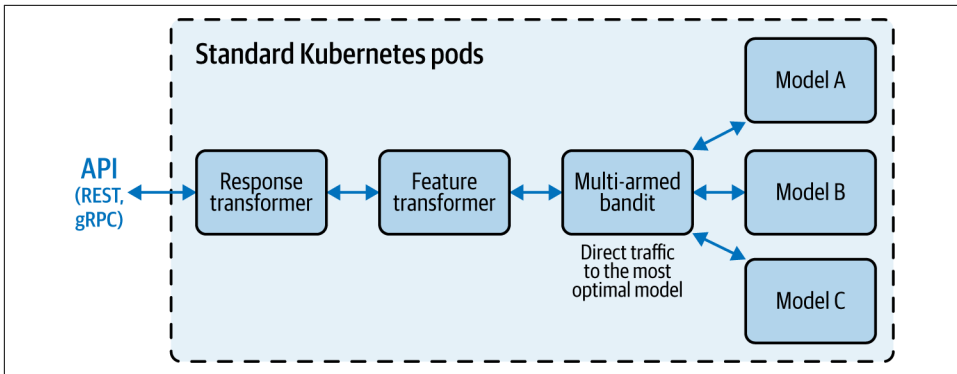 Standard Kubernetes pods
Model A
API
(REST,
gRPC)
Response
transformer
Feature
transformer
Multi-armed
bandit
Model B
Direct traffic
to the most
optimal model
Model C